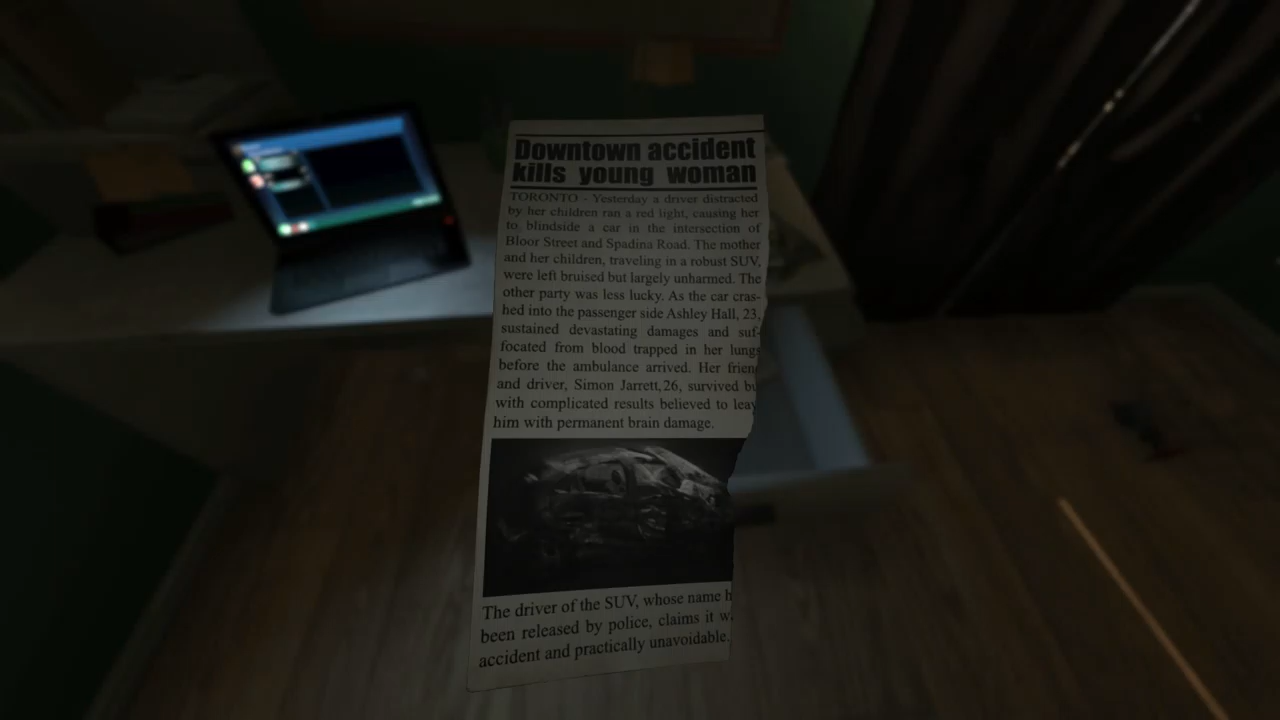 Downtown accident
kills young woman
TORONTO - Yesterday a driver distracted
by her children ran a red light, causing her
to blindside a car in the intersection of
Bloor Street and Spadina Road. The mother
and her children, traveling in a robust SUV,
were left bruised but largely unharmed. The
other party was less lucky. As the car cras-
hed into the passenger side Ashley Hall, 23,
sustained devastating damages and suf-
focated from blood trapped in her lungs
before the ambulance arrived. Her frien
and driver, Simon Jarrett, 26, survived bu
with complicated results believed to leav
him with permanent brain damage.
The driver of the SUV, whose name h
been released by police, claims it wa
accident and practically unavoidable.